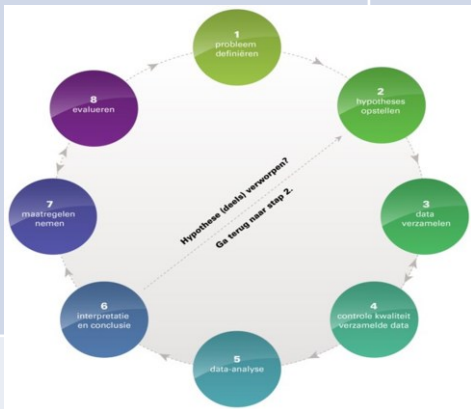 1
probleem
definiëren
2
hypotheses
opstellen
3
data
verzamelen
4
controle kwaliteit
verzamelde data
5
data-analyse
6
interpretatie
en conclusie
7
maatregelen
nemen
8
evalueren
Hypothese (deels) verworpen?
Ga terug naar stap 2.